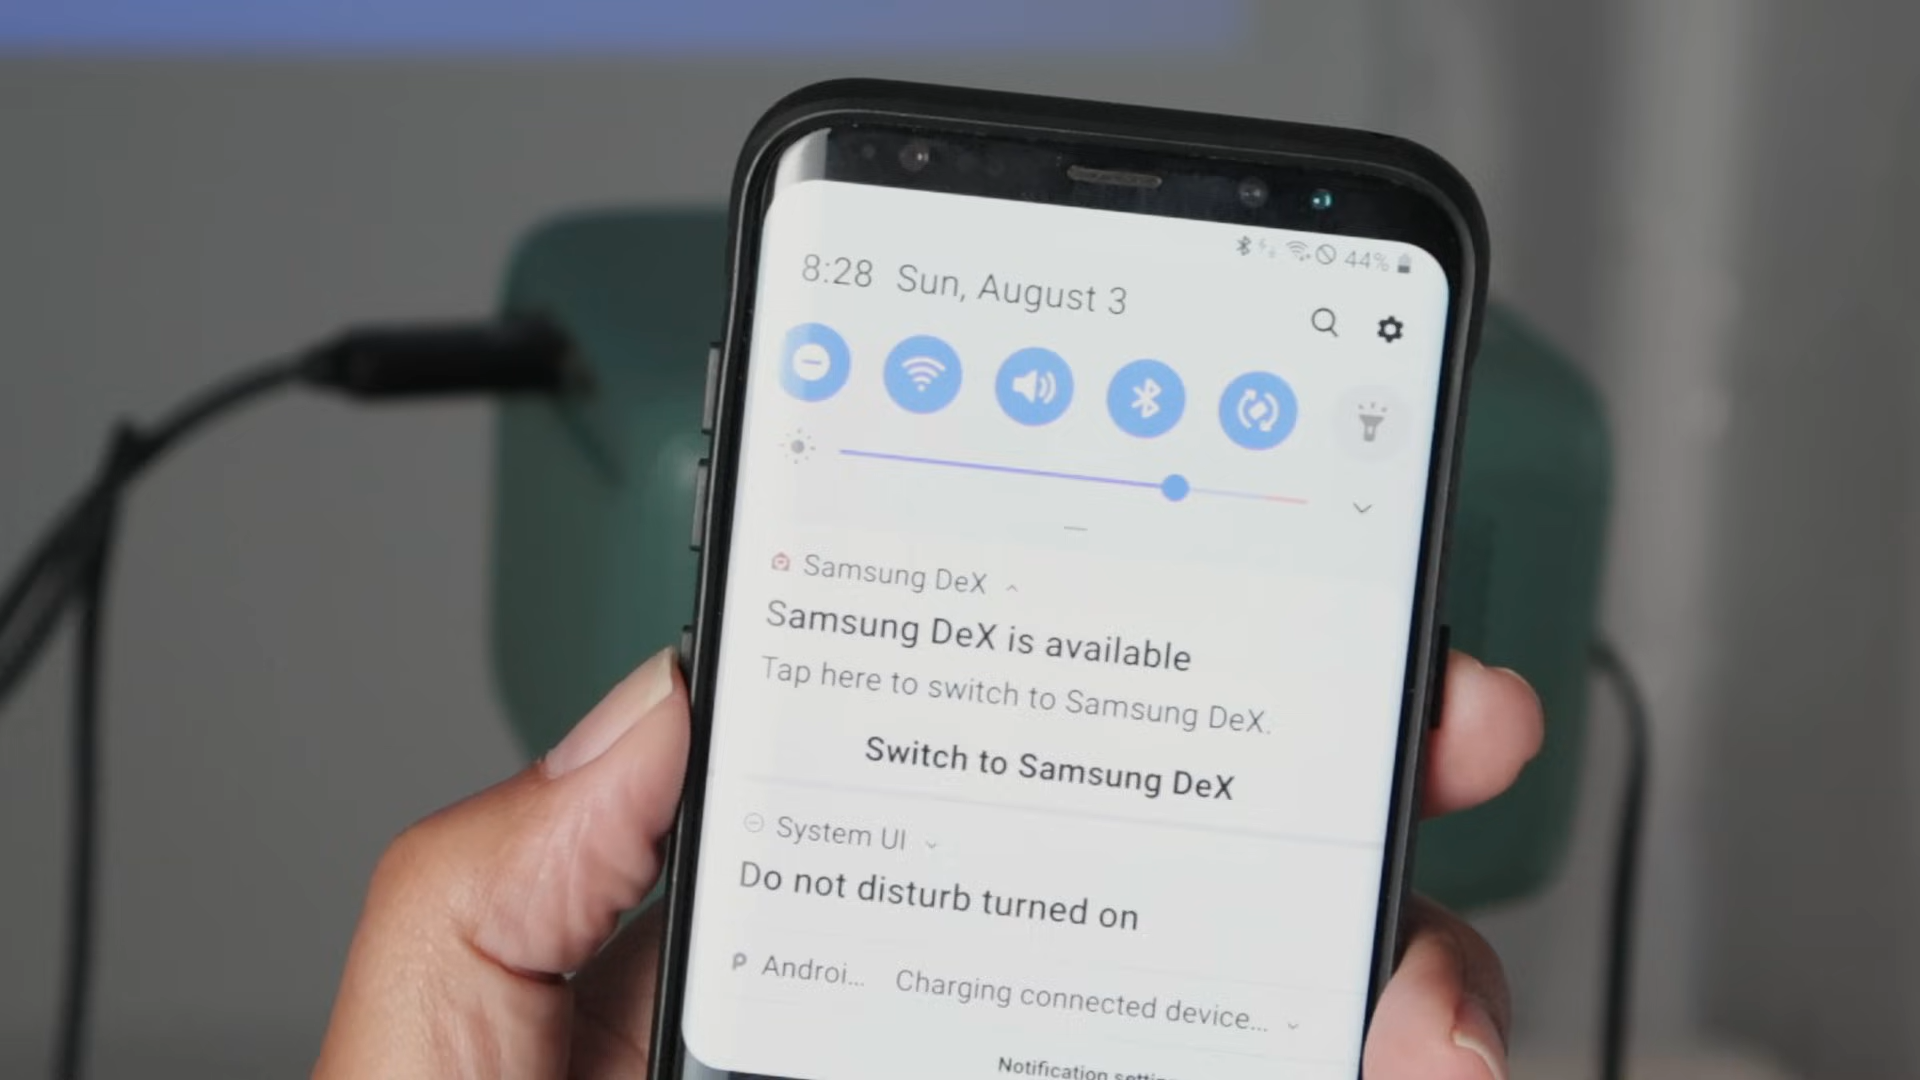 44%
8:28 Sun, August 3
Samsung DeX
Samsung DeX is available
Tap here to switch to Samsung DeX.
Switch to Samsung DeX
System UI
Do not disturb turned on
Androi... Charging connected device...
Notification